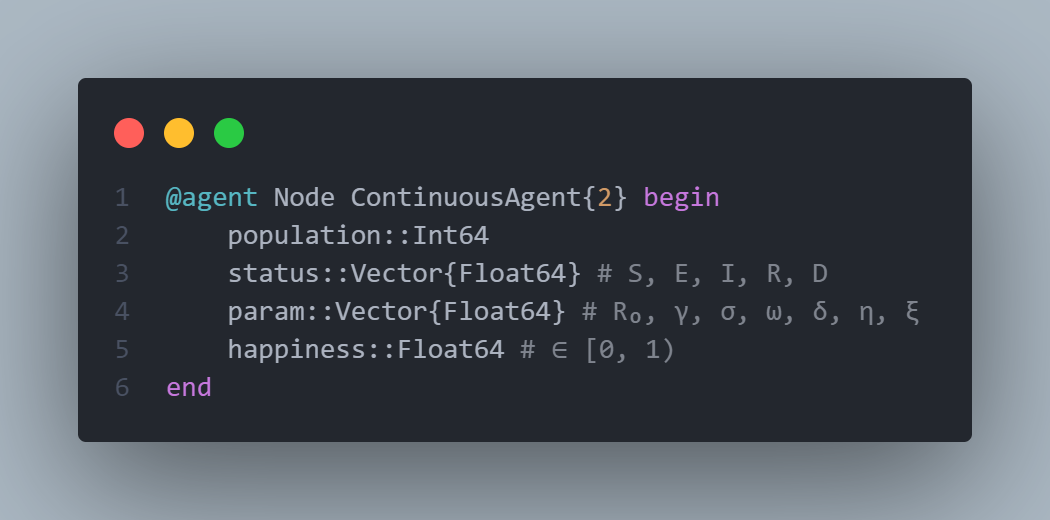 1 @agent Node ContinuousAgent{2} begin
2 population::Int64
3 status::Vector{Float64} # S, E, I, R, D
4 param::Vector{Float64} # R₀, γ, σ, ω, δ, η, ξ
5 happiness::Float64 # ∈ [0, 1)
6 end